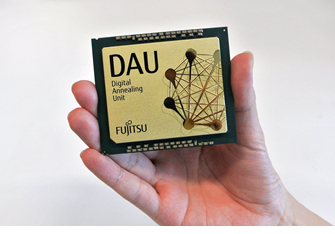 DAU
Digital
Annealing
Unit
FUJITSU